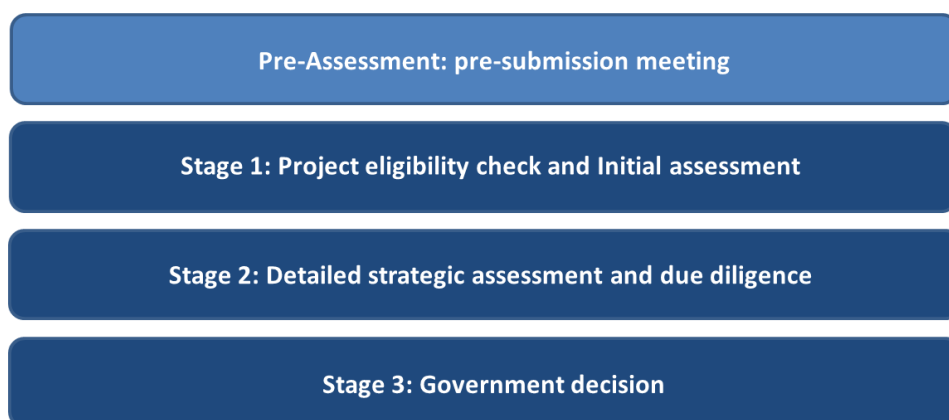 Pre-Assessment: pre-submission meeting
Stage 1: Project eligibility check and Initial assessment
Stage 2: Detailed strategic assessment and due diligence
Stage 3: Government decision